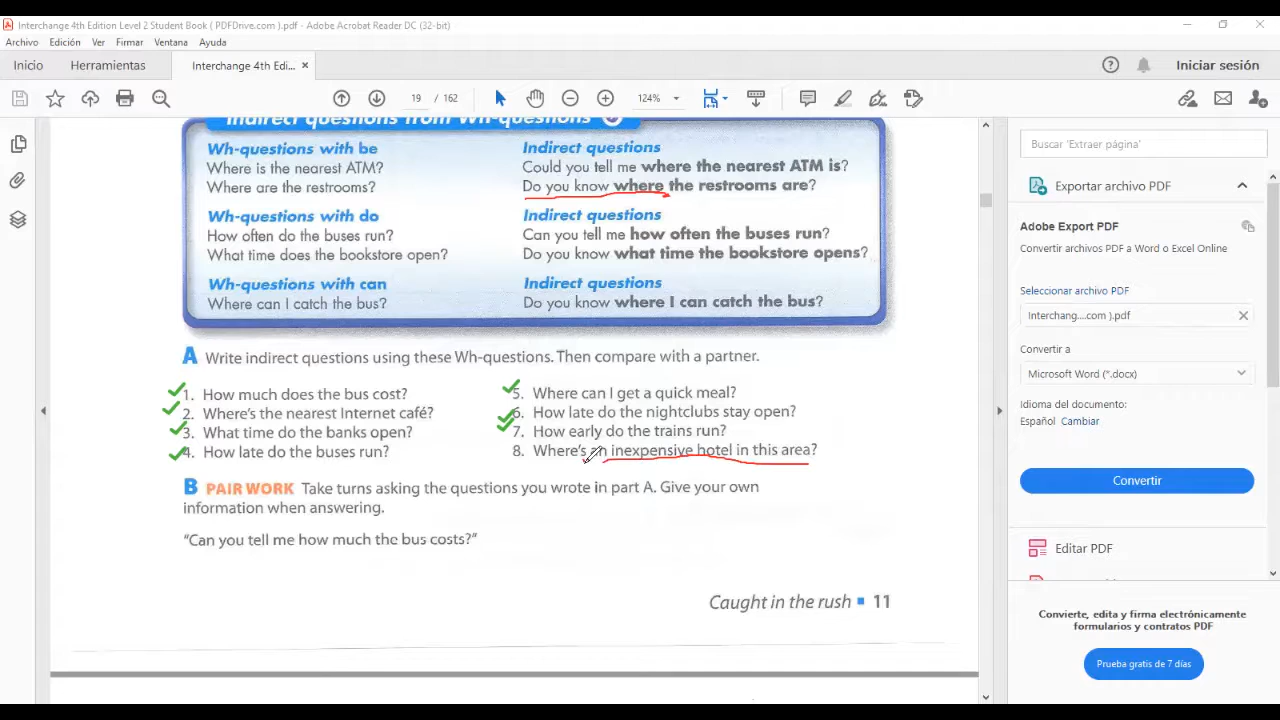 Interchange 4th Edition Level 2 Student Book ( PDFDrive.com ).pdf - Adobe Acrobat Reader DC (32-bit)
Archivo Edición Ver Firmar Ventana Ayuda
Inicio Herramientas Interchange 4th Edi... × Iniciar sesión
19 / 162 124%
Indirect questions from Wh-questions
Wh-questions with be Indirect questions
Where is the nearest ATM? Could you tell me where the nearest ATM is?
Where are the restrooms? Do you know where the restrooms are?
Wh-questions with do Indirect questions
How often do the buses run? Can you tell me how often the buses run?
What time does the bookstore open? Do you know what time the bookstore opens?
Wh-questions with can Indirect questions
Where can I catch the bus? Do you know where I can catch the bus?
A Write indirect questions using these Wh-questions. Then compare with a partner.
1. How much does the bus cost?
2. Where's the nearest Internet café?
3. What time do the banks open?
4. How late do the buses run?
5. Where can I get a quick meal?
6. How late do the nightclubs stay open?
7. How early do the trains run?
8. Where's an inexpensive hotel in this area?
B PAIR WORK Take turns asking the questions you wrote in part A. Give your own
information when answering.
"Can you tell me how much the bus costs?"
Caught in the rush ■ 11
Buscar 'Extraer página'
Exportar archivo PDF
Adobe Export PDF
Convertir archivos PDF a Word o Excel Online
Seleccionar archivo PDF
Interchang....com ).pdf
Convertir a
Microsoft Word (*.docx)
Idioma del documento:
Español Cambiar
Convertir
Editar PDF
Convierte, edita y firma electrónicamente
formularios y contratos PDF
Prueba gratis de 7 días